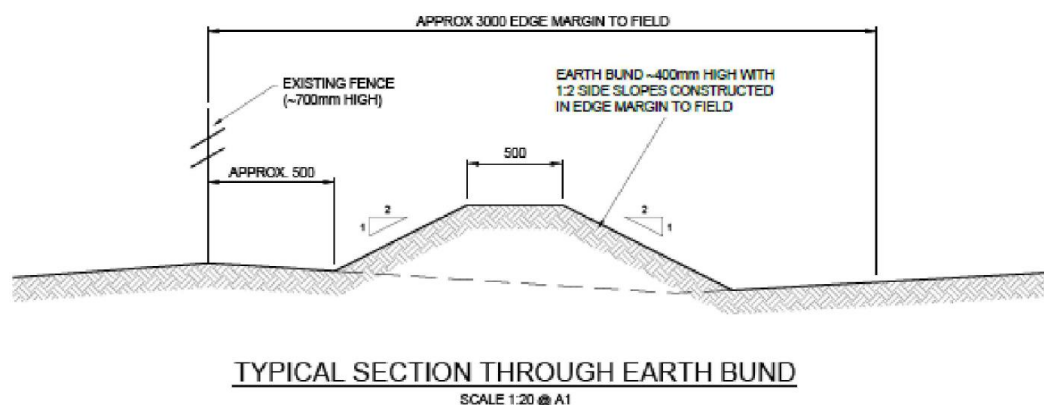 APPROX 3000 EDGE MARGIN TO FIELD
EXISTING FENCE
(~700mm HIGH)
EARTH BUND ~400mm HIGH WITH
1:2 SIDE SLOPES CONSTRUCTED
IN EDGE MARGIN TO FIELD
500
APPROX. 500
2
1
2
1
TYPICAL SECTION THROUGH EARTH BUND
SCALE 1:20 @ A1